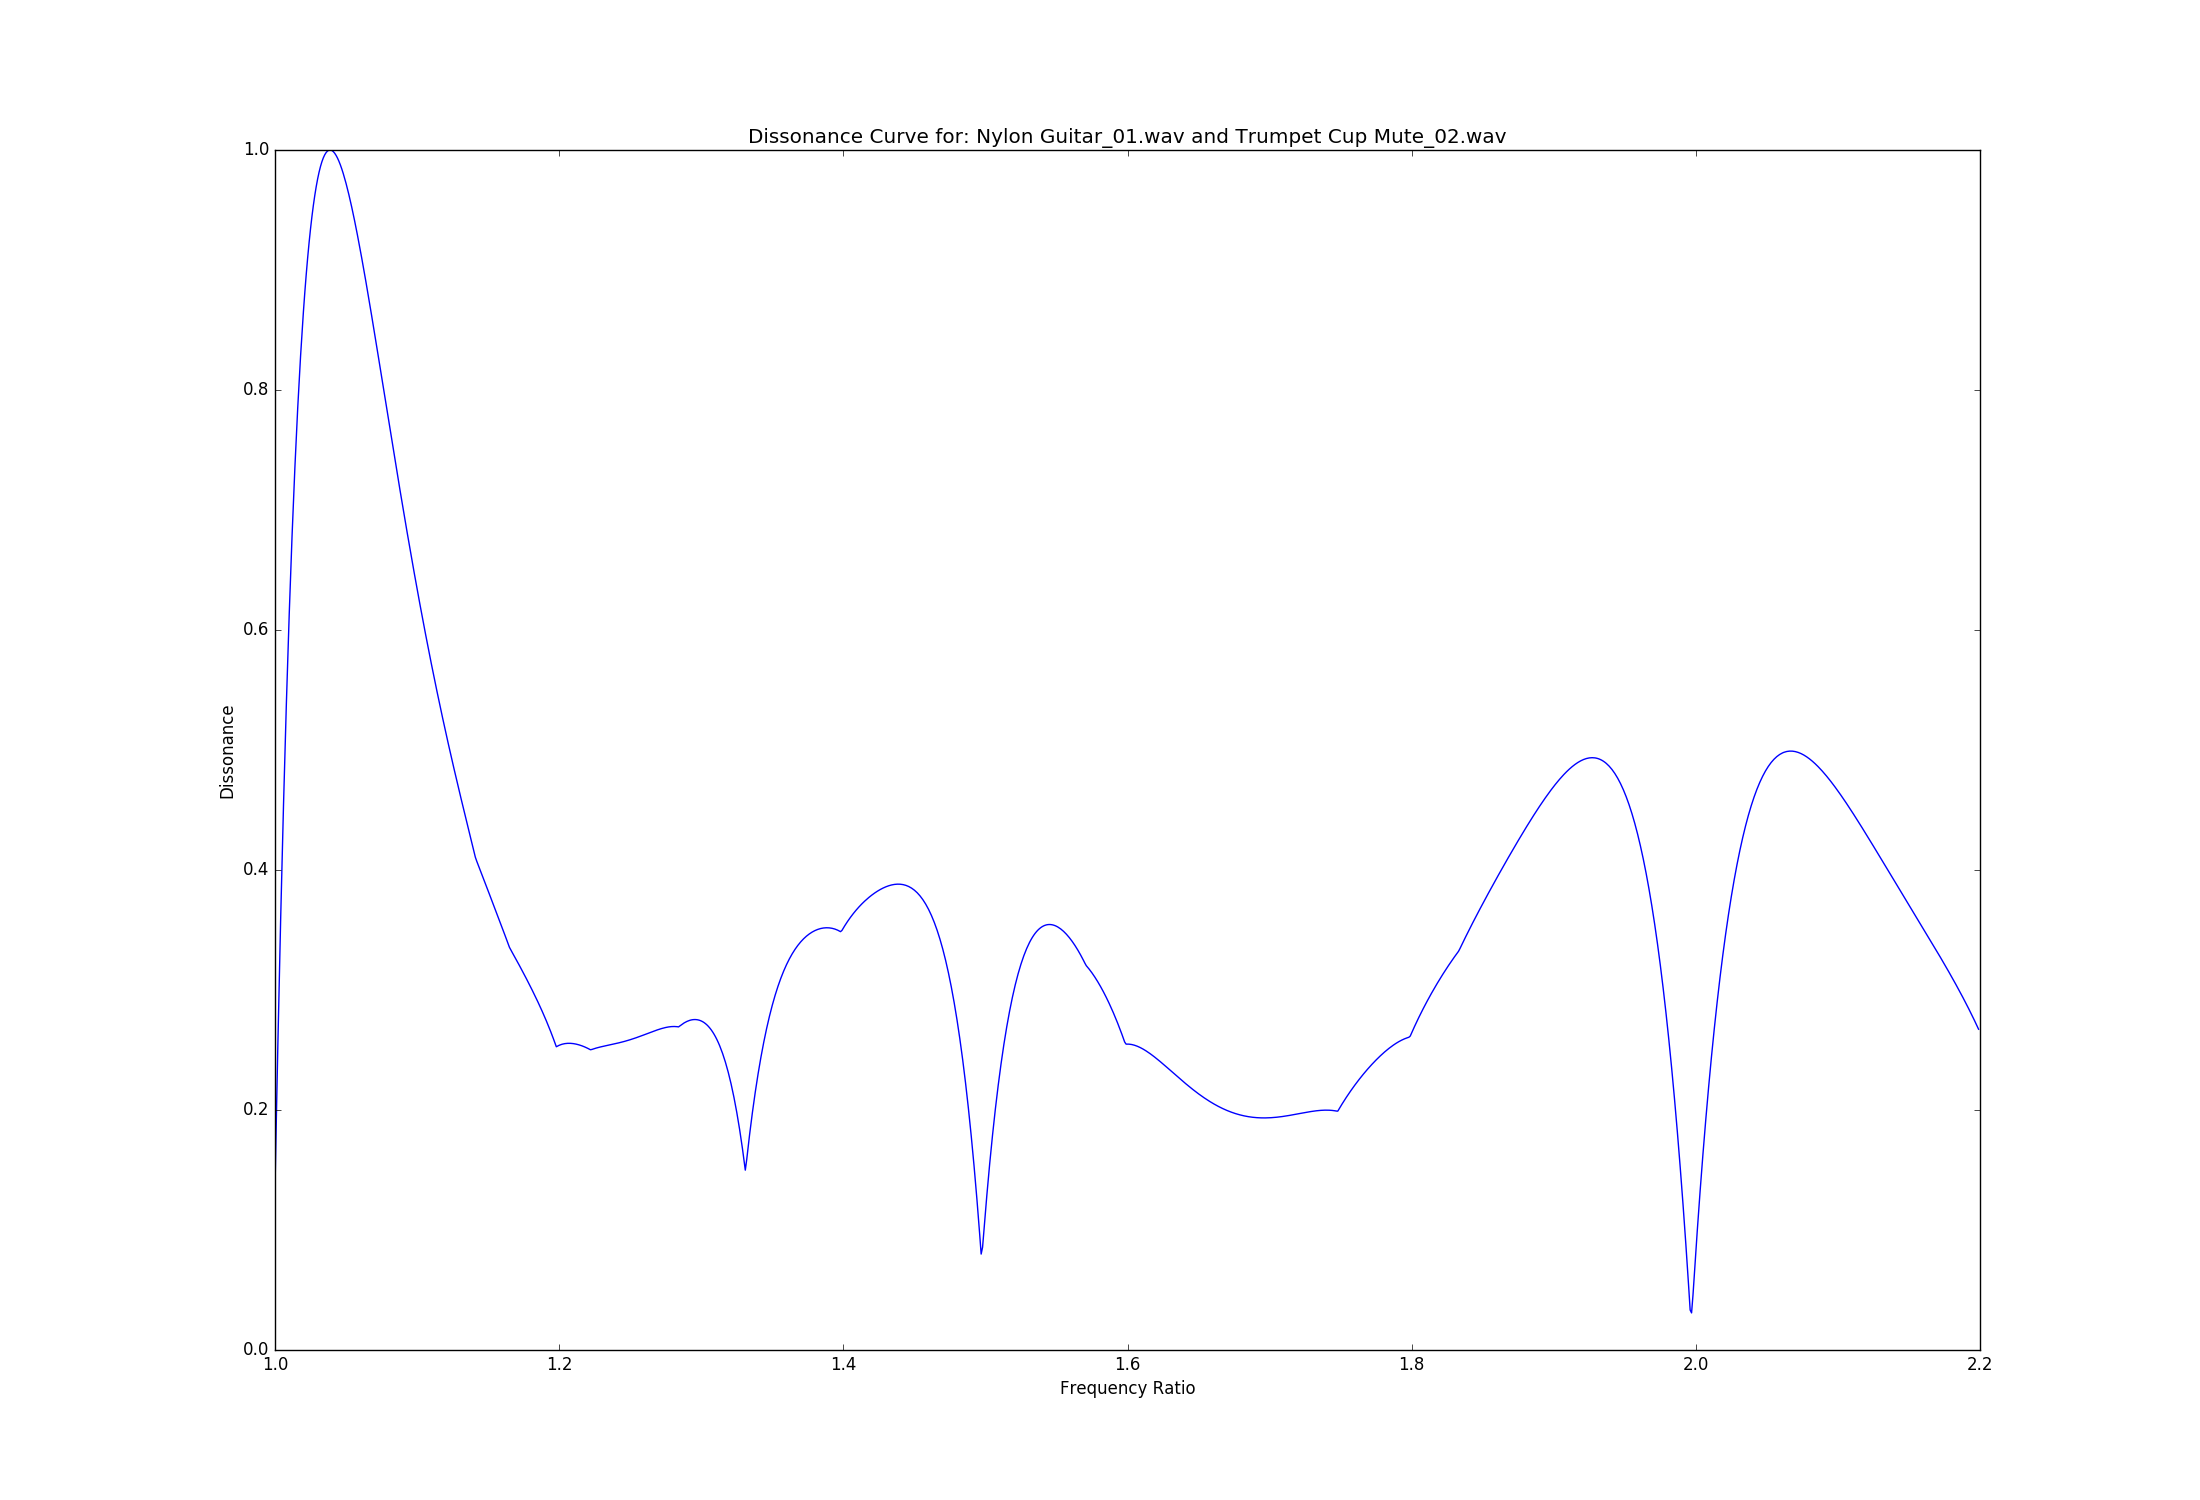 Dissonance Curve for: Nylon Guitar_01.wav and Trumpet Cup Mute_02.wav
1.0
0.8
0.6
Dissonance
0.4
0.2
0.0
1.0 1.2 1.4 1.6 1.8 2.0 2.2
Frequency Ratio